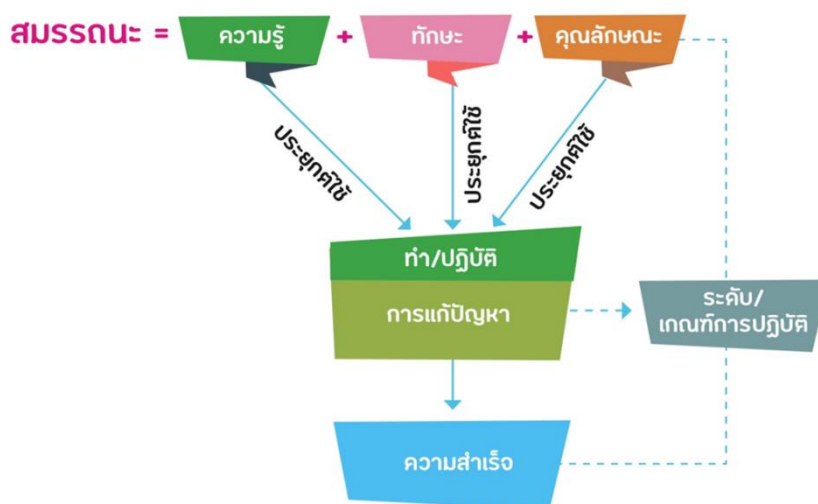 สมรรถนะ = ความรู้ + ทักษะ + คุณลักษณะ
ประยุกต์ใช้
ประยุกต์ใช้
ประยุกต์ใช้
ทำ/ปฏิบัติ
การแก้ปัญหา
ระดับ/
เกณฑ์การปฏิบัติ
ความสำเร็จ